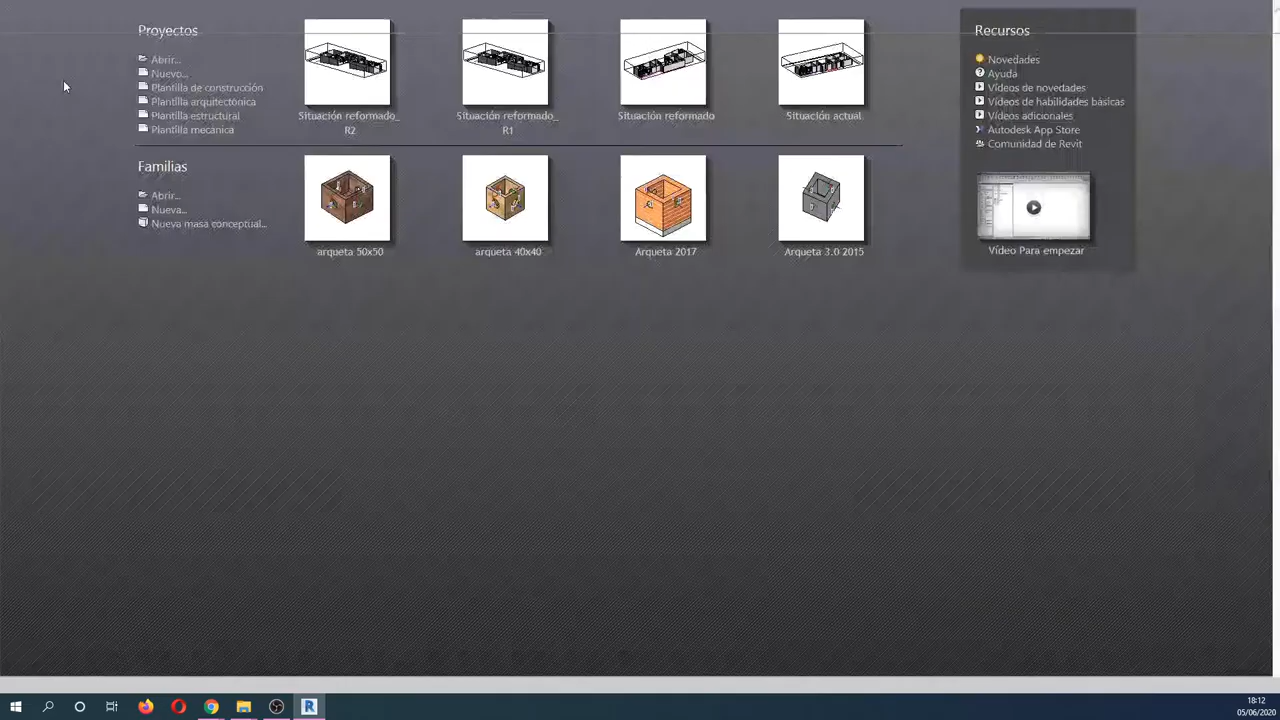 Proyectos
Abrir...
Nuevo...
Plantilla de construcción
Plantilla arquitectónica
Plantilla estructural
Plantilla mecánica
Situación reformado_
R2
Situación reformado_
R1
Situación reformado
Situación actual
Familias
Abrir...
Nueva...
Nueva masa conceptual...
arqueta 50x50
arqueta 40x40
Arqueta 2017
Arqueta 3.0 2015
Recursos
Novedades
Ayuda
Vídeos de novedades
Vídeos de habilidades básicas
Vídeos adicionales
Autodesk App Store
Comunidad de Revit
Vídeo Para empezar
R
18:12
05/06/2020